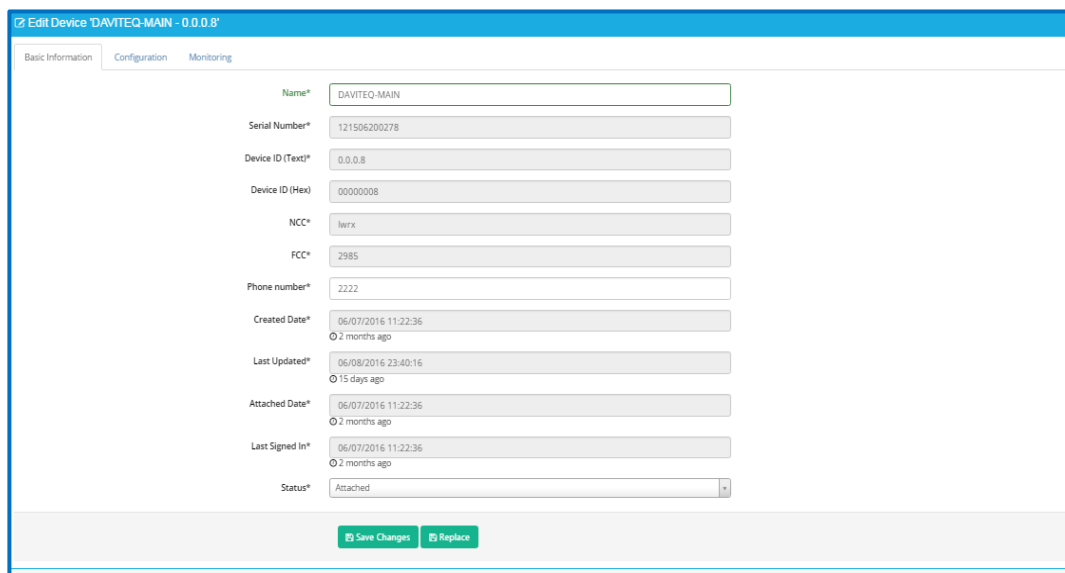 Edit Device 'DAVITEQ-MAIN - 0.0.0.8'
Basic Information Configuration Monitoring
Name* DAVITEQ-MAIN
Serial Number* 121506200278
Device ID (Text)* 0.0.0.8
Device ID (Hex) 00000008
NCC* lwrx
FCC* 2985
Phone number* 2222
Created Date* 06/07/2016 11:22:36
2 months ago
Last Updated* 06/08/2016 23:40:16
15 days ago
Attached Date* 06/07/2016 11:22:36
2 months ago
Last Signed In* 06/07/2016 11:22:36
2 months ago
Status* Attached
Save Changes Replace